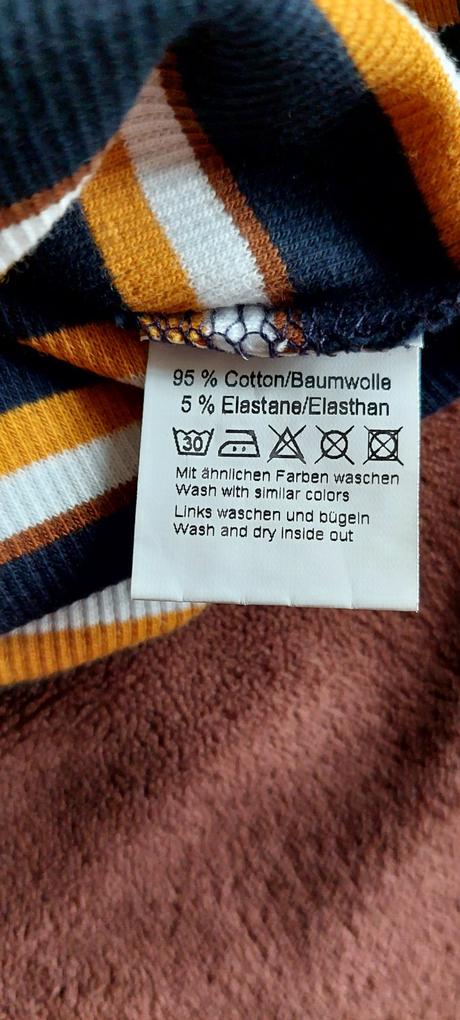 95 % Cotton/Baumwolle
5 % Elastane/Elasthan
30
Mit ähnlichen Farben waschen
Wash with similar colors
Links waschen und bügeln
Wash and dry inside out